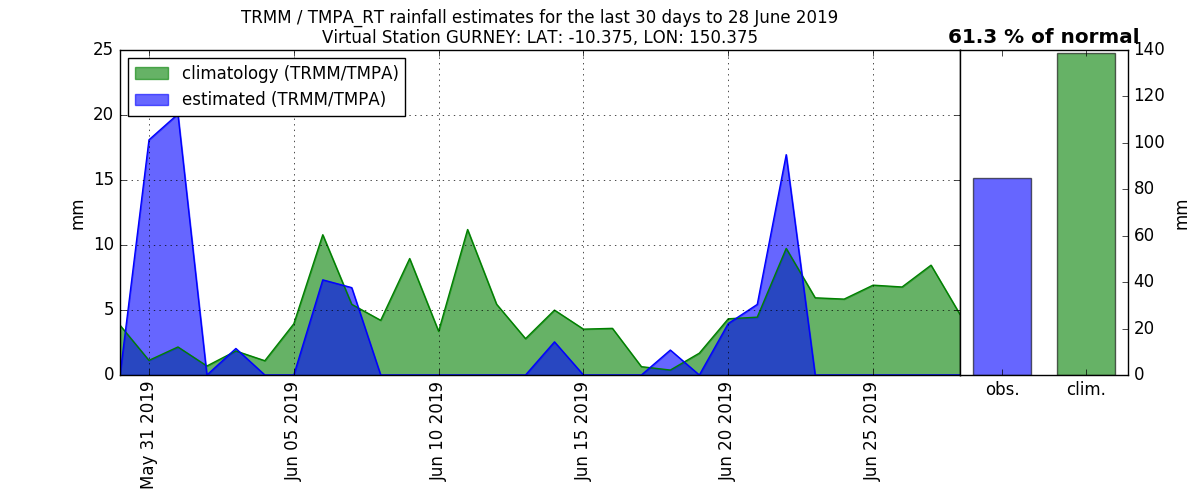 TRMM / TMPA_RT rainfall estimates for the last 30 days to 28 June 2019
Virtual Station GURNEY: LAT: -10.375, LON: 150.375
61.3 % of normal
climatology (TRMM/TMPA)
estimated (TRMM/TMPA)
25
20
15
10
5
0
mm
May 31 2019
Jun 05 2019
Jun 10 2019
Jun 15 2019
Jun 20 2019
Jun 25 2019
140
120
100
80
60
40
20
0
mm
obs.
clim.